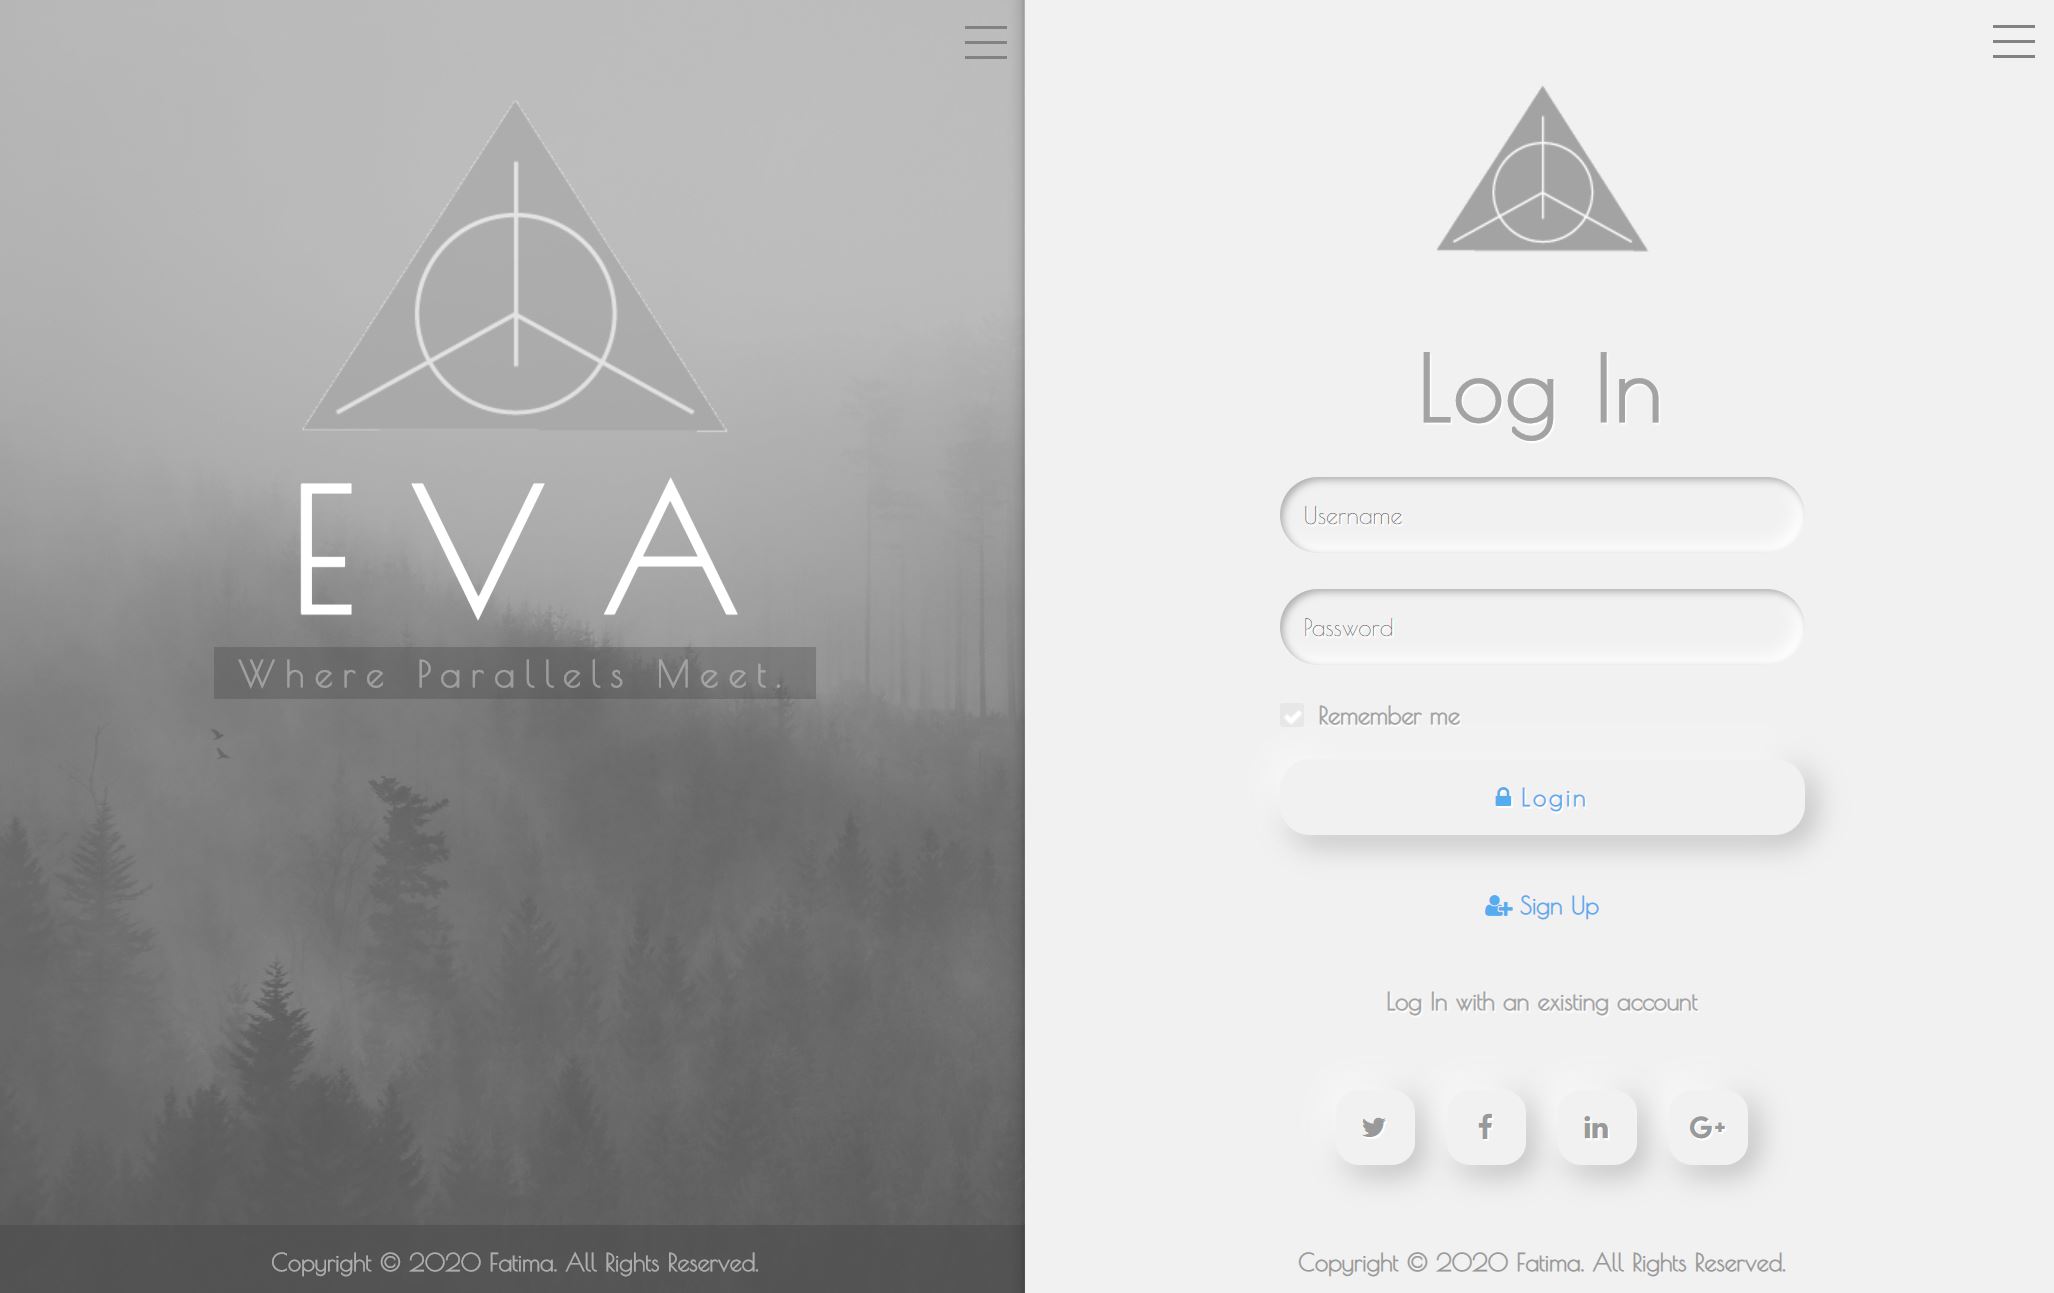 EVA
Where Parallels Meet.
Copyright © 2020 Fatima. All Rights Reserved.
Log In
Username
Password
Remember me
Login
Sign Up
Log In with an existing account
f
in
G+
Copyright © 2020 Fatima. All Rights Reserved.